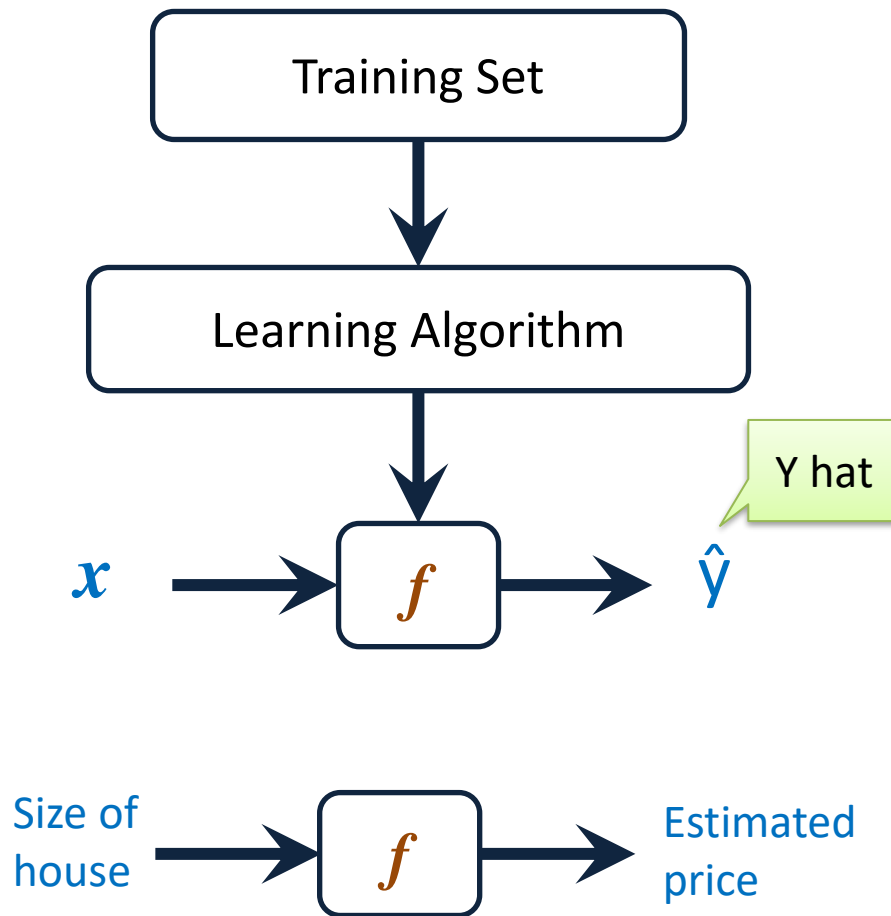 Training Set
Learning Algorithm
Y hat
x
f
ŷ
Size of
house
f
Estimated
price